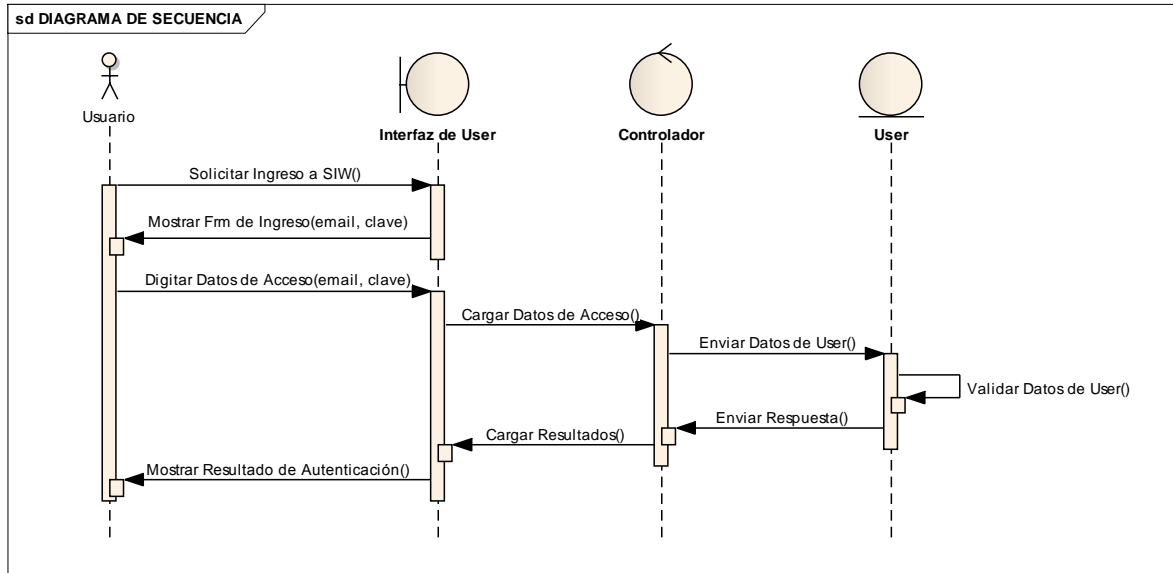 sd DIAGRAMA DE SECUENCIA
Usuario
Interfaz de User
Controlador
User
Solicitar Ingreso a SIW()
Mostrar Frm de Ingreso(email, clave)
Digitar Datos de Acceso(email, clave)
Cargar Datos de Acceso()
Enviar Datos de User()
Validar Datos de User()
Enviar Respuesta()
Cargar Resultados()
Mostrar Resultado de Autenticación()